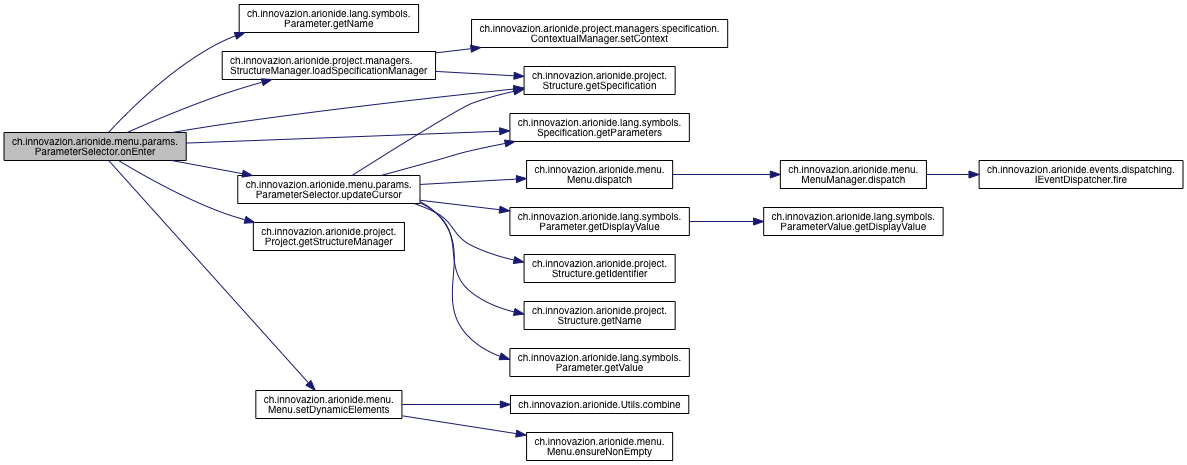 ch.innovazion.arionide.lang.symbols.
Parameter.getName
ch.innovazion.arionide.project.managers.specification.
ContextualManager.setContext
ch.innovazion.arionide.project.managers.
StructureManager.loadSpecificationManager
ch.innovazion.arionide.project.
Structure.getSpecification
ch.innovazion.arionide.menu.params.
ParameterSelector.onEnter
ch.innovazion.arionide.lang.symbols.
Specification.getParameters
ch.innovazion.arionide.menu.params.
ParameterSelector.updateCursor
ch.innovazion.arionide.menu.
Menu.dispatch
ch.innovazion.arionide.menu.
MenuManager.dispatch
ch.innovazion.arionide.events.dispatching.
IEventDispatcher.fire
ch.innovazion.arionide.lang.symbols.
Parameter.getDisplayValue
ch.innovazion.arionide.lang.symbols.
ParameterValue.getDisplayValue
ch.innovazion.arionide.project.
Project.getStructureManager
ch.innovazion.arionide.project.
Structure.getIdentifier
ch.innovazion.arionide.project.
Structure.getName
ch.innovazion.arionide.lang.symbols.
Parameter.getValue
ch.innovazion.arionide.menu.
Menu.setDynamicElements
ch.innovazion.arionide.Utils.combine
ch.innovazion.arionide.menu.
Menu.ensureNonEmpty